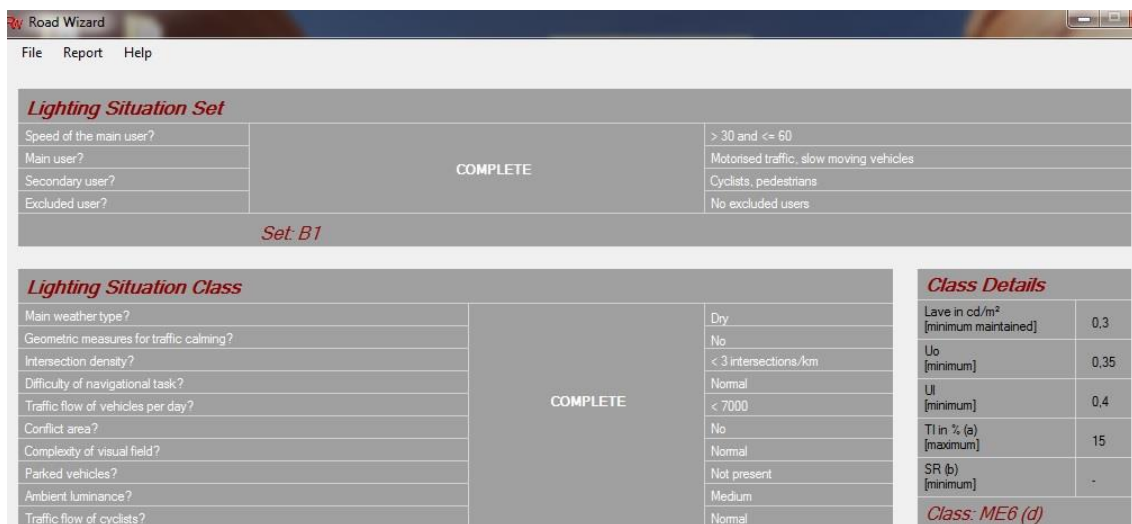 RW Road Wizard
File Report Help
Lighting Situation Set
Speed of the main user? > 30 and <= 60
Main user? Motorised traffic, slow moving vehicles
Secondary user? COMPLETE Cyclists, pedestrians
Excluded user? No excluded users
Set: B1
Lighting Situation Class
Main weather type? Dry
Geometric measures for traffic calming? No
Intersection density? < 3 intersections/km
Difficulty of navigational task? Normal
Traffic flow of vehicles per day? COMPLETE < 7000
Conflict area? No
Complexity of visual field? Normal
Parked vehicles? Not present
Ambient luminance? Medium
Traffic flow of cyclists? Normal
Class Details
Lave in cd/m²
[minimum maintained] 0,3
Uo
[minimum] 0,35
Ul
[minimum] 0,4
TI in % (a)
[maximum] 15
SR (b)
[minimum] -
Class: ME6 (d)